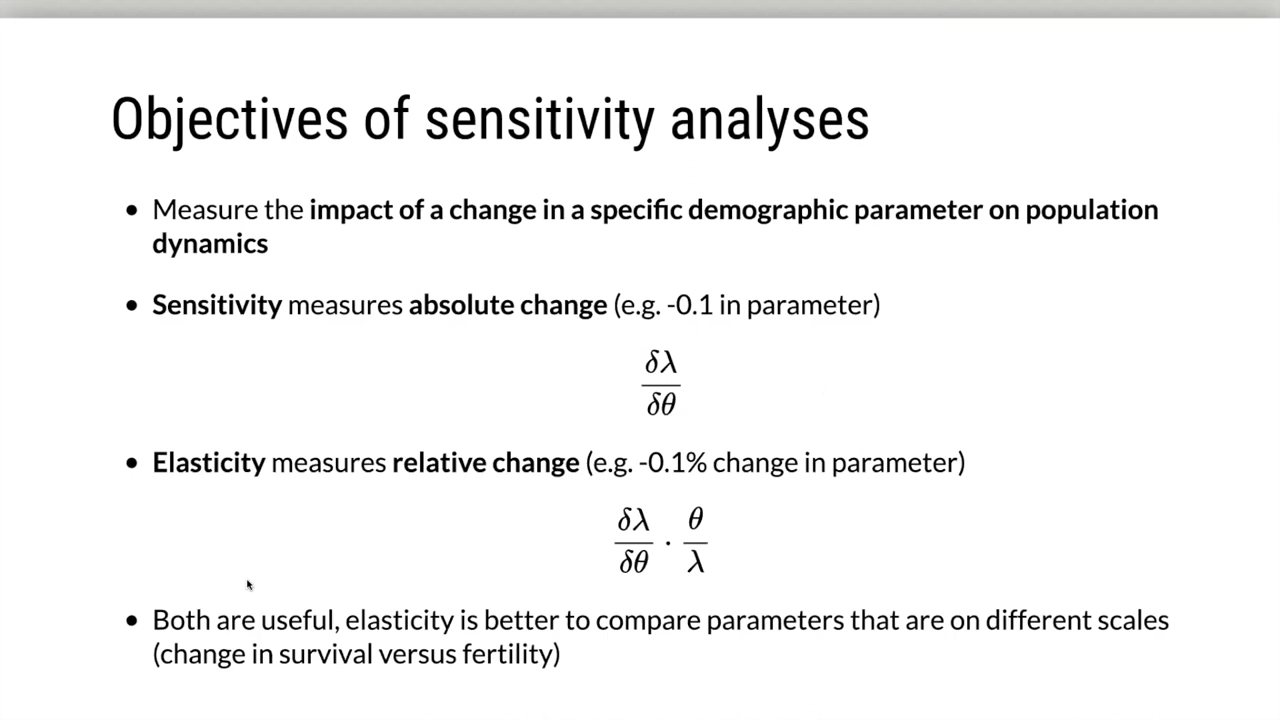 Objectives of sensitivity analyses
• Measure the impact of a change in a specific demographic parameter on population
dynamics
• Sensitivity measures absolute change (e.g. -0.1 in parameter)
δλ
δθ
• Elasticity measures relative change (e.g. -0.1% change in parameter)
δλ/δθ · θ/λ
• Both are useful, elasticity is better to compare parameters that are on different scales
(change in survival versus fertility)